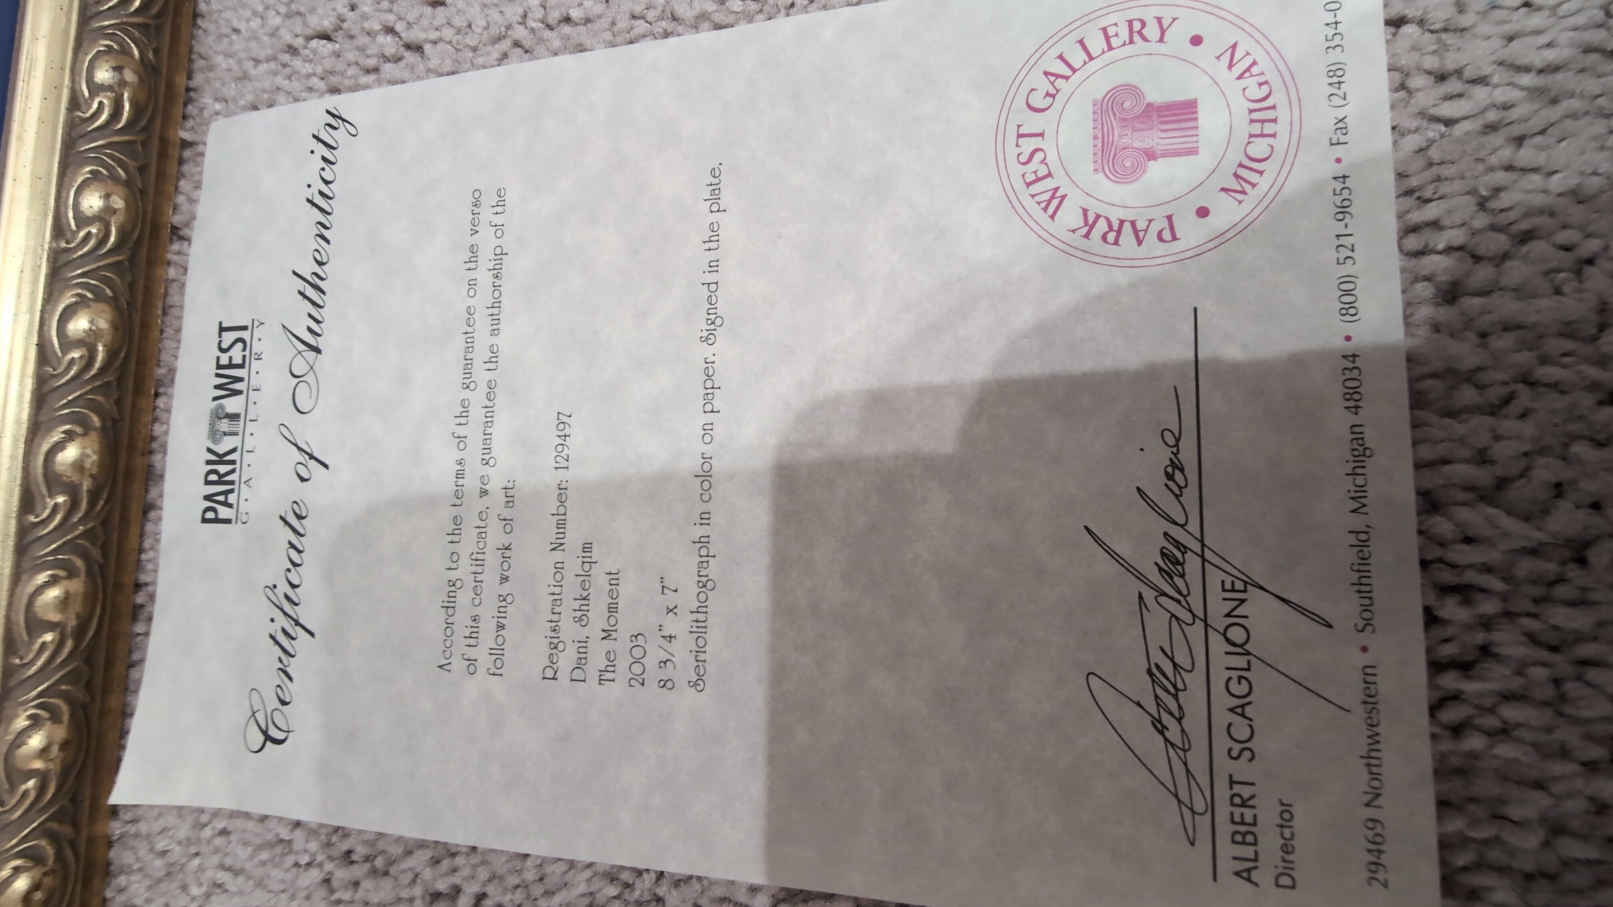 PARK WEST
G·A·L·L·E·R·Y
Certificate of Authenticity
According to the terms of the guarantee on the verso
of this certificate, we guarantee the authorship of the
following work of art:
Registration Number: 129497
Dani, Shkelqim
The Moment
2003
8 3/4" x 7"
Seriolithograph in color on paper. Signed in the plate.
PARK WEST GALLERY • MICHIGAN •
ALBERT SCAGLIONE
Director
29469 Northwestern • Southfield, Michigan 48034 • (800) 521-9654 • Fax (248) 354-0